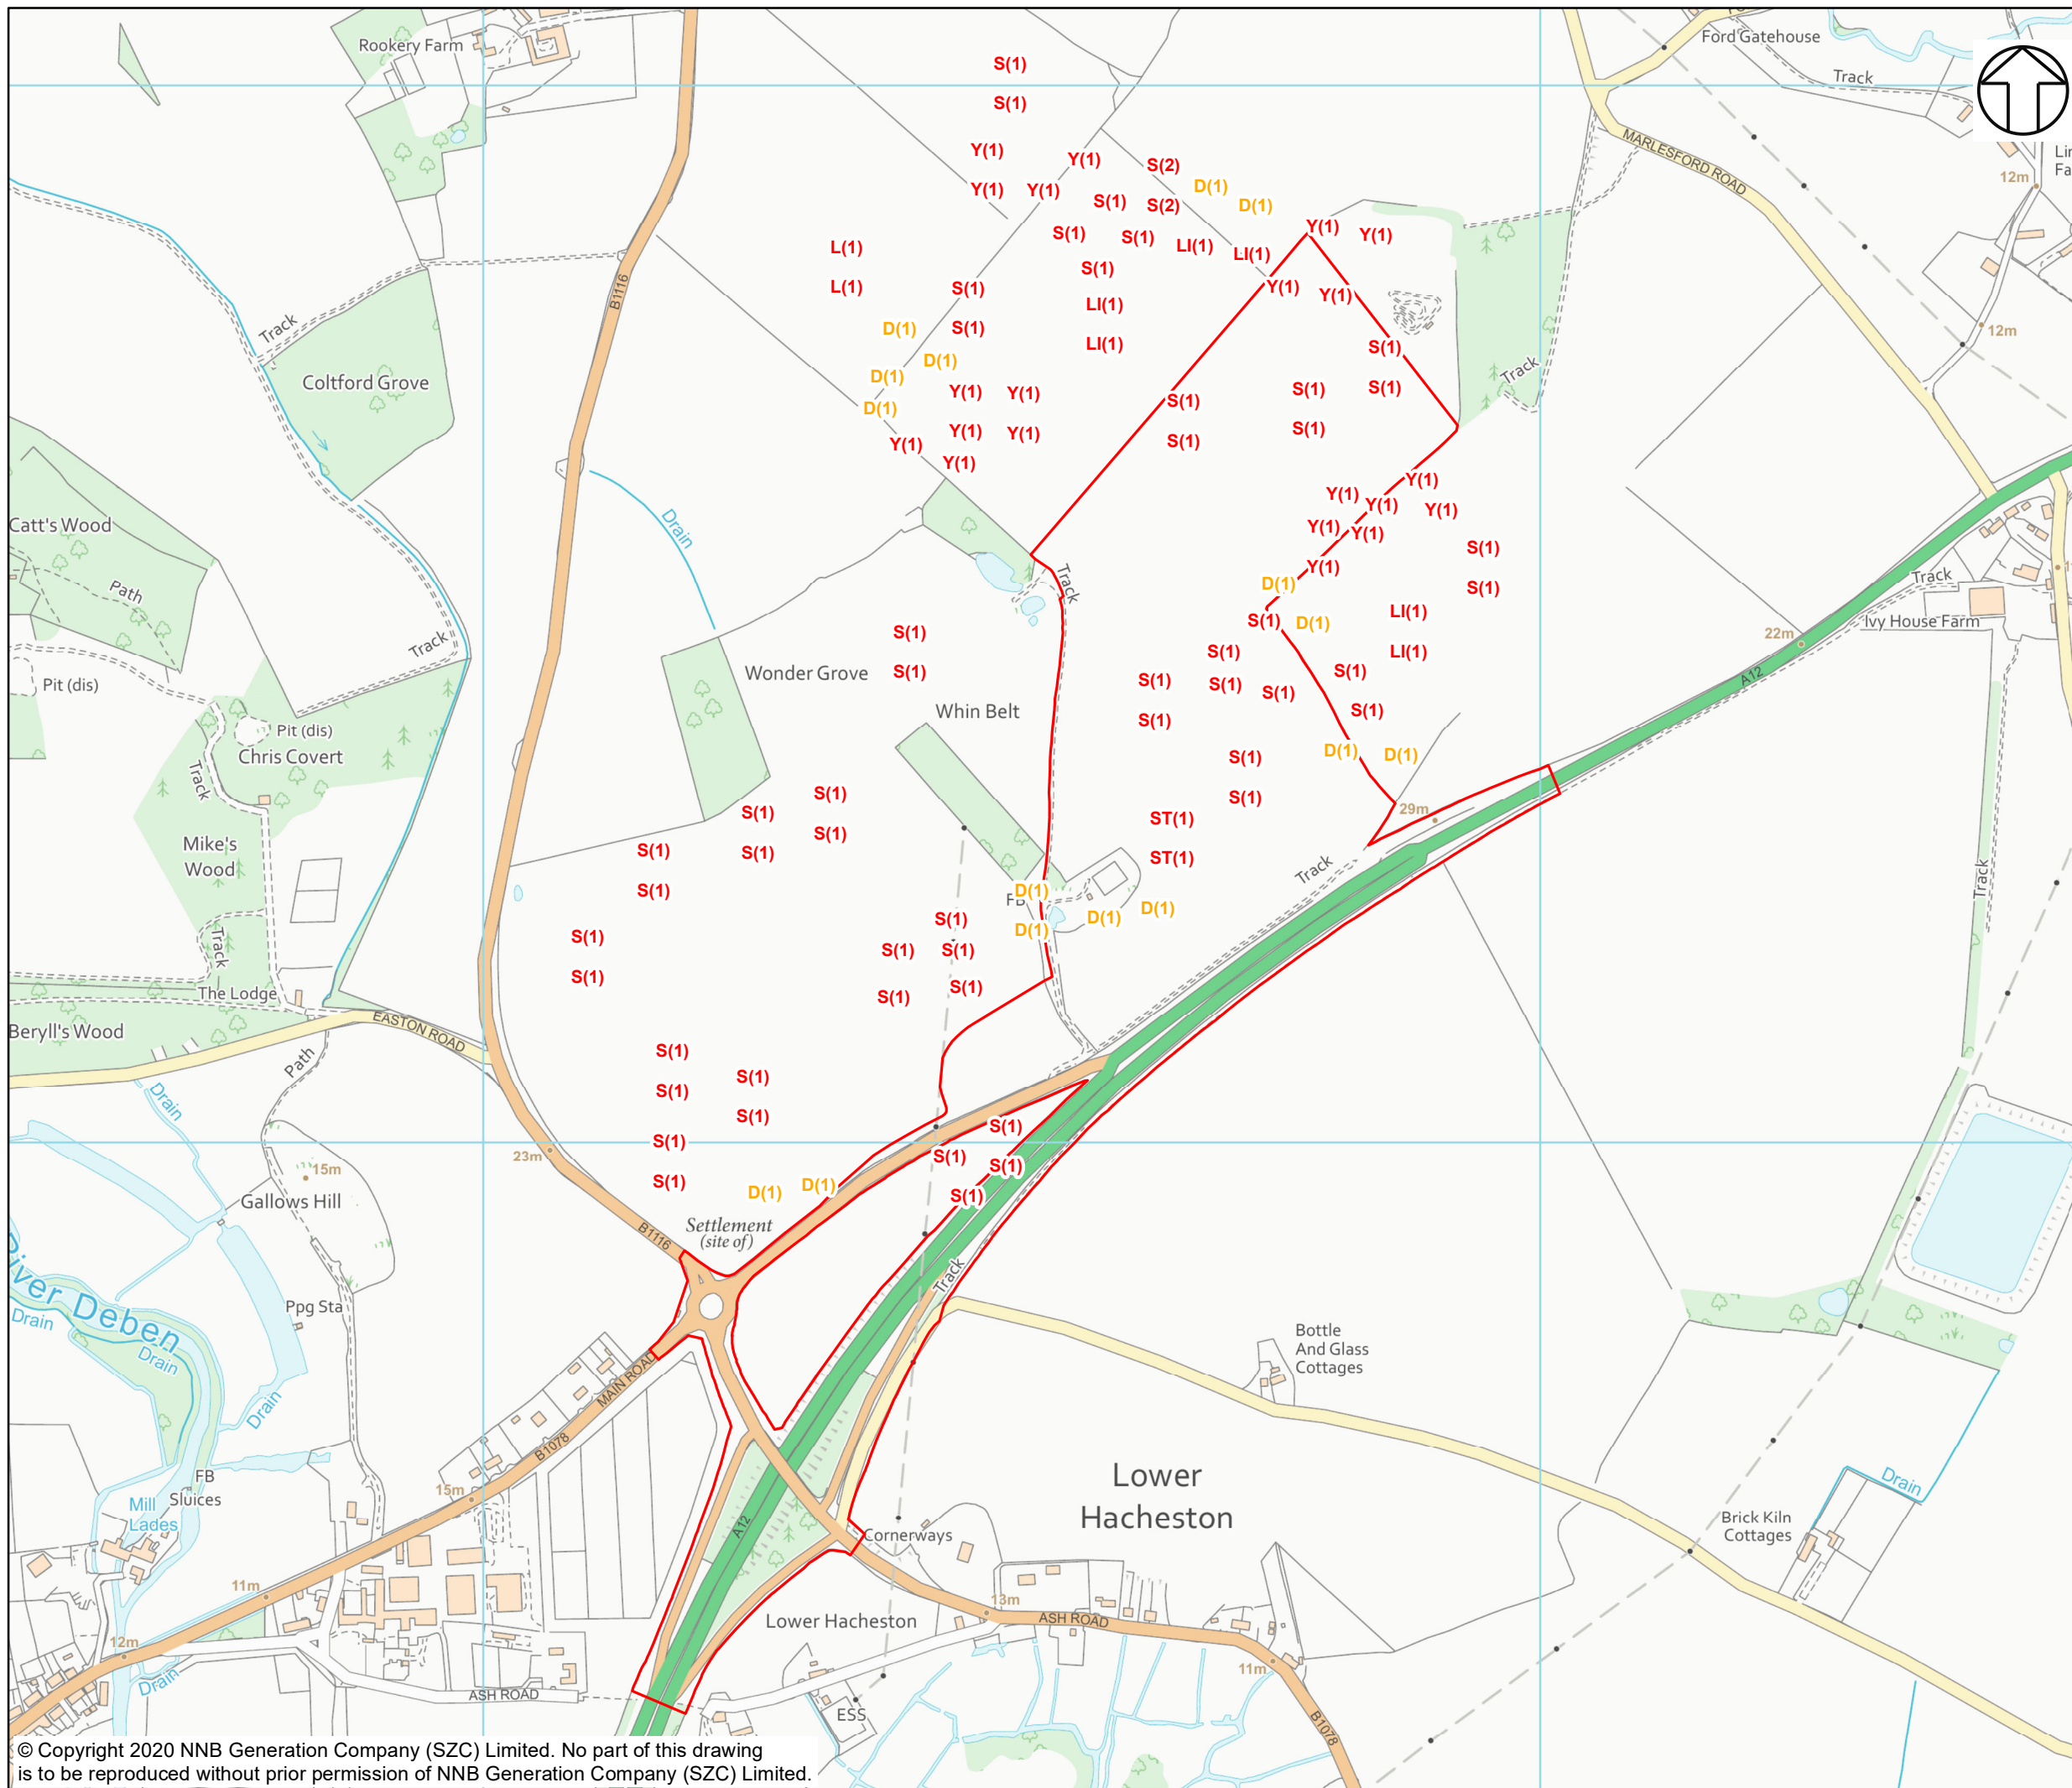 Rookery Farm
Ford Gatehouse
Track
S(1)
S(1)
MARLESFORD ROAD
12m
Y(1)
Y(1)
S(2)
Y(1)
Y(1)
D(1)
S(1)
S(2)
D(1)
Y(1)
Y(1)
S(1)
S(1)
L(1)
LI(1)
LI(1)
S(1)
L(1)
S(1)
Y(1)
Y(1)
B1116
LI(1)
Track
D(1)
S(1)
12m
LI(1)
S(1)
D(1)
Track
Coltford Grove
D(1)
S(1)
S(1)
Y(1)
Y(1)
S(1)
D(1)
Y(1)
Y(1)
S(1)
S(1)
Y(1)
Y(1)
Y(1)
Y(1)
Y(1)
Y(1)
Catt's Wood
Drain
Y(1)
Y(1)
S(1)
Y(1)
Track
D(1)
Track
S(1)
Path
LI(1)
S(1)
D(1)
Ivy House Farm
S(1)
22m
Track
S(1)
LI(1)
Wonder Grove
S(1)
S(1)
A12
Pit (dis)
S(1)
S(1)
S(1)
Whin Belt
S(1)
S(1)
Pit (dis)
D(1)
D(1)
Chris Covert
S(1)
Track
S(1)
S(1)
S(1)
29m
ST(1)
S(1)
Mike's
Wood
S(1)
S(1)
ST(1)
Track
Track
S(1)
D(1)
FB
D(1)
D(1)
S(1)
D(1)
S(1)
Track
S(1)
S(1)
S(1)
S(1)
The Lodge
S(1)
Beryll's Wood
EASTON ROAD
Path
S(1)
S(1)
S(1)
Drain
S(1)
S(1)
S(1)
23m
S(1)
S(1)
15m
S(1)
D(1)
D(1)
S(1)
Gallows Hill
Settlement
(site of)
B1116
Track
River Deben
Ppg Sta
Drain
Drain
Bottle
And Glass
Cottages
MAIN ROAD
Drain
B1078
Lower
Hacheston
FB
Sluices
15m
Mill
Lades
Drain
A12
Cornerways
Brick Kiln
Cottages
11m
13m
Lower Hacheston
ASH ROAD
12m
Drain
11m
ASH ROAD
ESS
B1078
© Copyright 2020 NNB Generation Company (SZC) Limited. No part of this drawing
is to be reproduced without prior permission of NNB Generation Company (SZC) Limited.